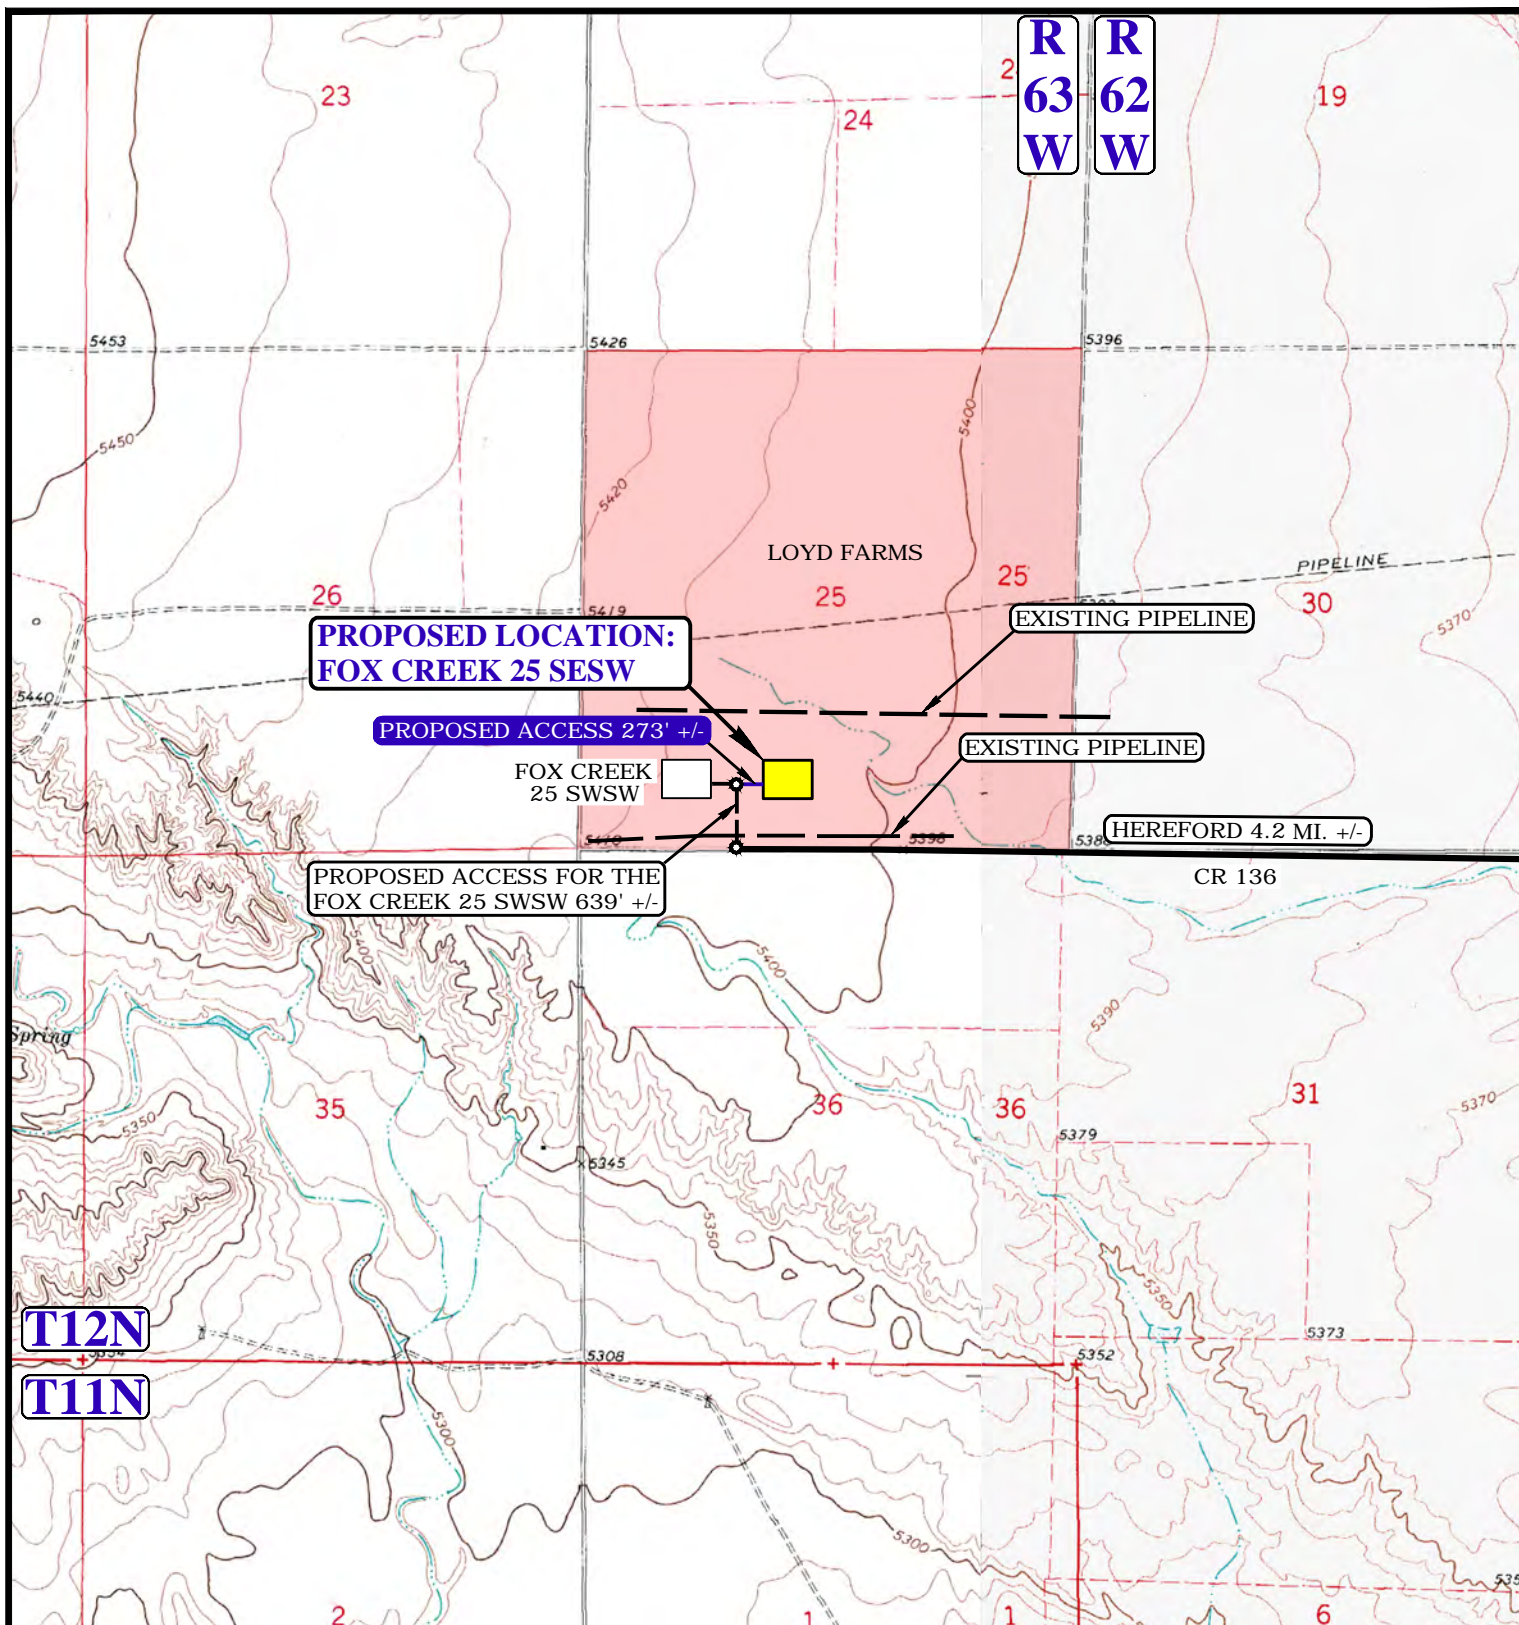 R
63
W
R
62
W
23
24
19
5453
5426
5396
5450
5400
5420
LOYD FARMS
PIPELINE
26
25
25
30
5419
EXISTING PIPELINE
5370
PROPOSED LOCATION:
FOX CREEK 25 SESW
5440
PROPOSED ACCESS 273' +/-
EXISTING PIPELINE
FOX CREEK
25 SWSW
HEREFORD 4.2 MI. +/-
5398
CR 136
PROPOSED ACCESS FOR THE
FOX CREEK 25 SWSW 639' +/-
5400
5400
5390
Spring
35
36
36
31
5370
5350
5379
5345
5350
5350
T12N
5373
5308
5352
T11N
5300
5300
2
1
1
6